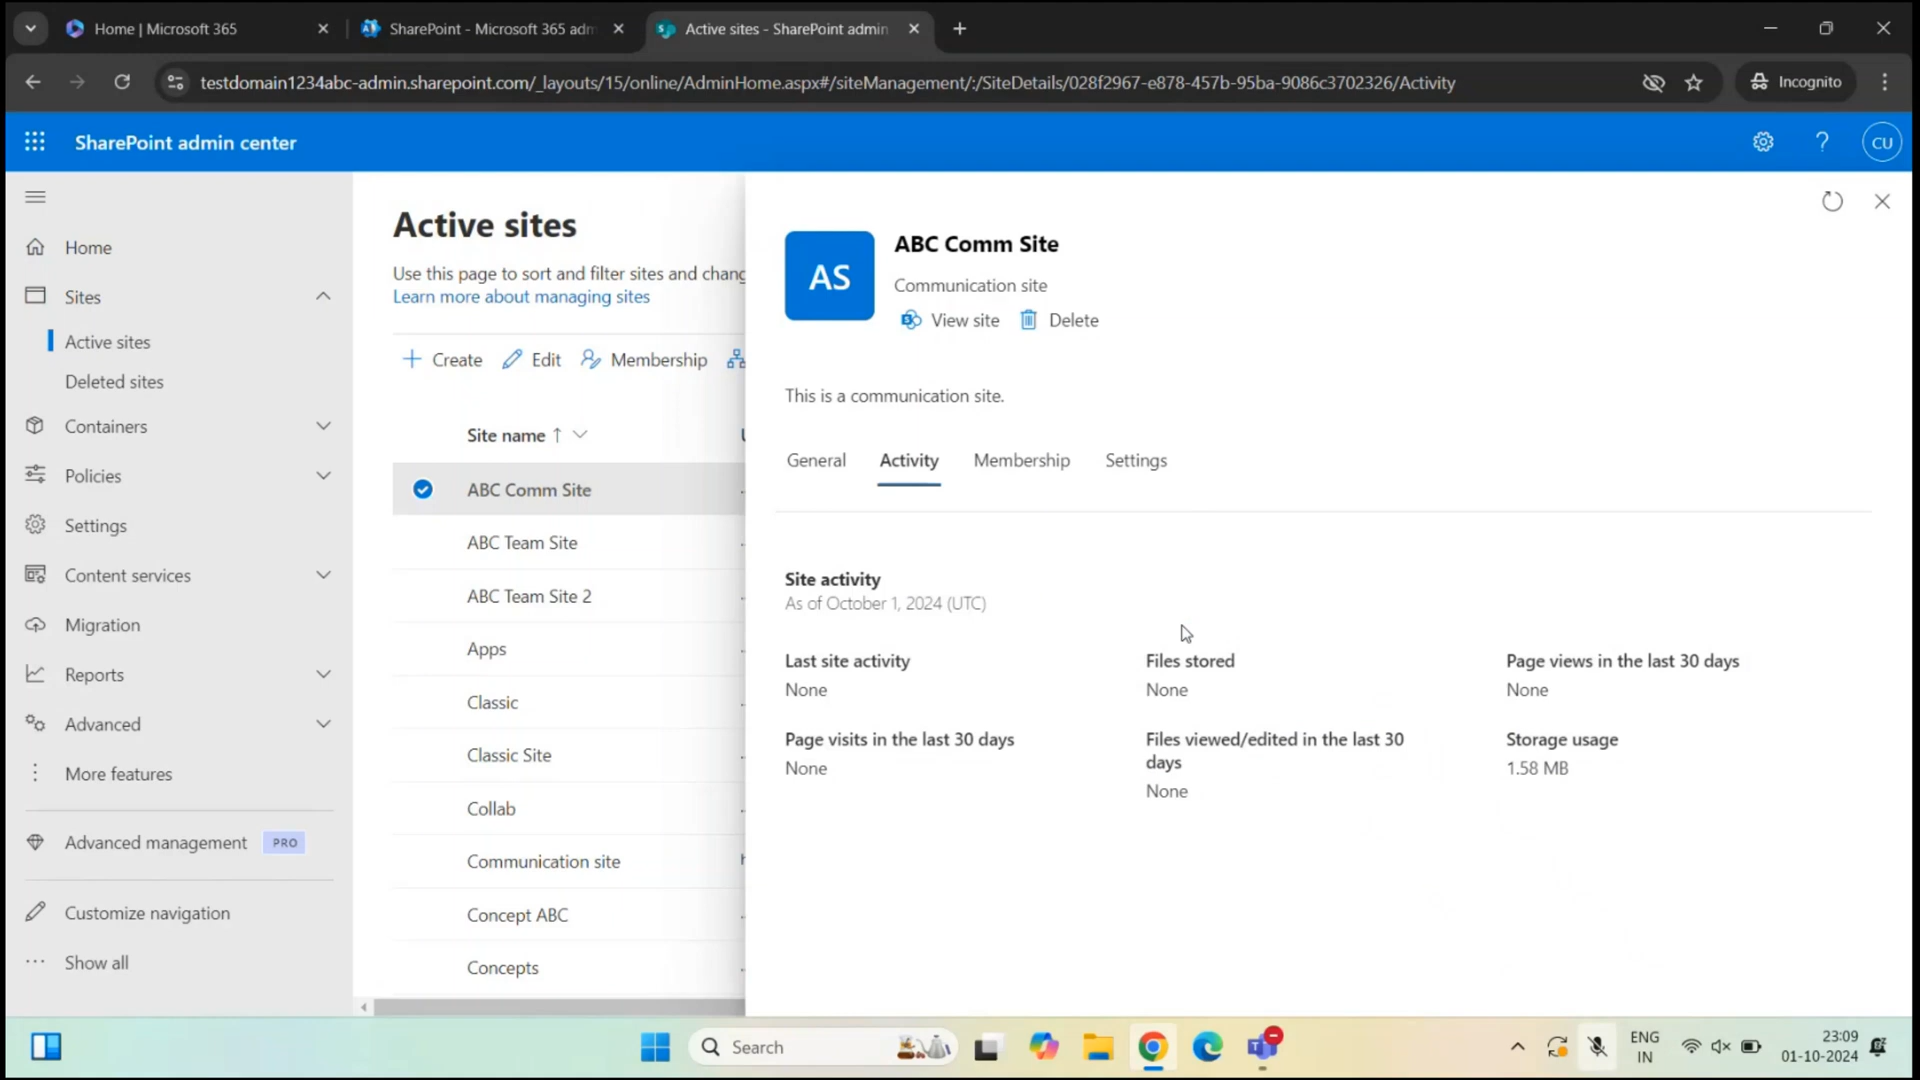 Home | Microsoft 365
SharePoint - Microsoft 365 adm
Active sites - SharePoint admin
testdomain1234abc-admin.sharepoint.com/_layouts/15/online/AdminHome.aspx#/siteManagement/:/SiteDetails/028f2967-e878-457b-95ba-9086c3702326/Activity
Incognito
SharePoint admin center
CU
Home
Sites
Active sites
Deleted sites
Containers
Policies
Settings
Content services
Migration
Reports
Advanced
More features
Advanced management PRO
Customize navigation
Show all
Active sites
Use this page to sort and filter sites and chang
Learn more about managing sites
Create Edit Membership
Site name
ABC Comm Site
ABC Team Site
ABC Team Site 2
Apps
Classic
Classic Site
Collab
Communication site
Concept ABC
Concepts
AS
ABC Comm Site
Communication site
View site Delete
This is a communication site.
General Activity Membership Settings
Site activity
As of October 1, 2024 (UTC)
Last site activity
None
Files stored
None
Page views in the last 30 days
None
Page visits in the last 30 days
None
Files viewed/edited in the last 30
days
None
Storage usage
1.58 MB
Search
ENG
IN
23:09
01-10-2024